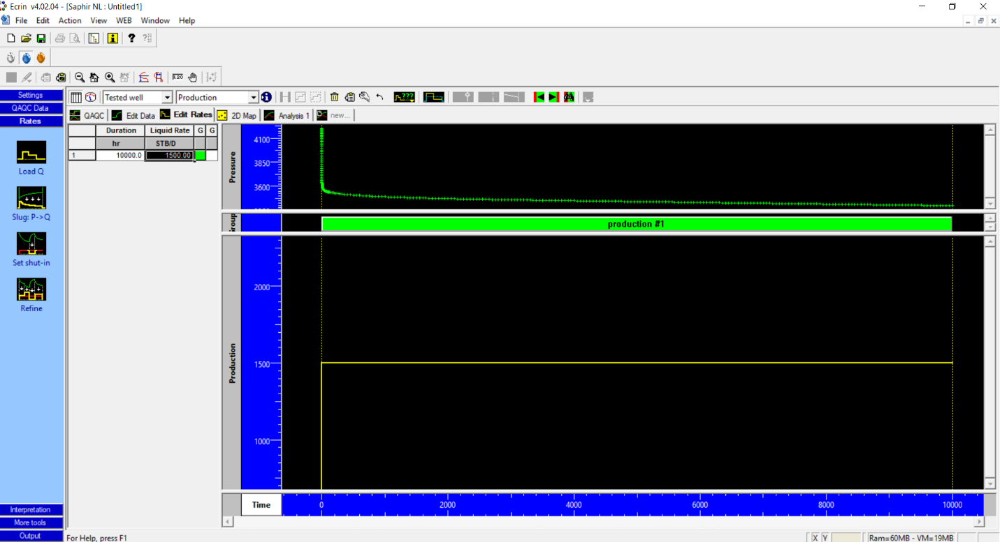 Ecrin v4.02.04 - [Saphir NL : Untitled1]
File Edit Action View WEB Window Help
Settings
QAQC Data
Rates
Load Q
Slug: P->Q
Set shut-in
Refine
Interpretation
More tools
Output
Tested well Production
QAQC Edit Data Edit Rates 2D Map Analysis 1 new...
Duration Liquid Rate G G
hr STB/D
1 10000.0 1500.00
Pressure
4100
3850
3600
production #1
Production
2000
1500
1000
Time 0 2000 4000 6000 8000 10000
For Help, press F1 X Y Ram=60MB - VM=19MB